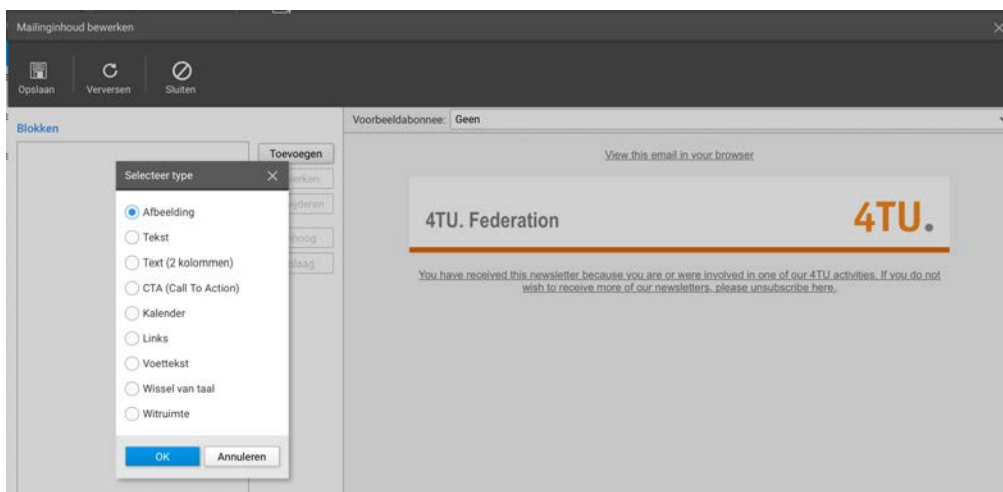 Mailinginhoud bewerken
Opslaan
Verversen
Sluiten
Blokken
Toevoegen
Selecteer type
Afbeelding
Tekst
Text (2 kolommen)
CTA (Call To Action)
Kalender
Links
Voettekst
Wissel van taal
Witruimte
OK
Annuleren
Voorbeeldabonnee: Geen
View this email in your browser
4TU. Federation
4TU.
You have received this newsletter because you are or were involved in one of our 4TU activities. If you do not
wish to receive more of our newsletters, please unsubscribe here.